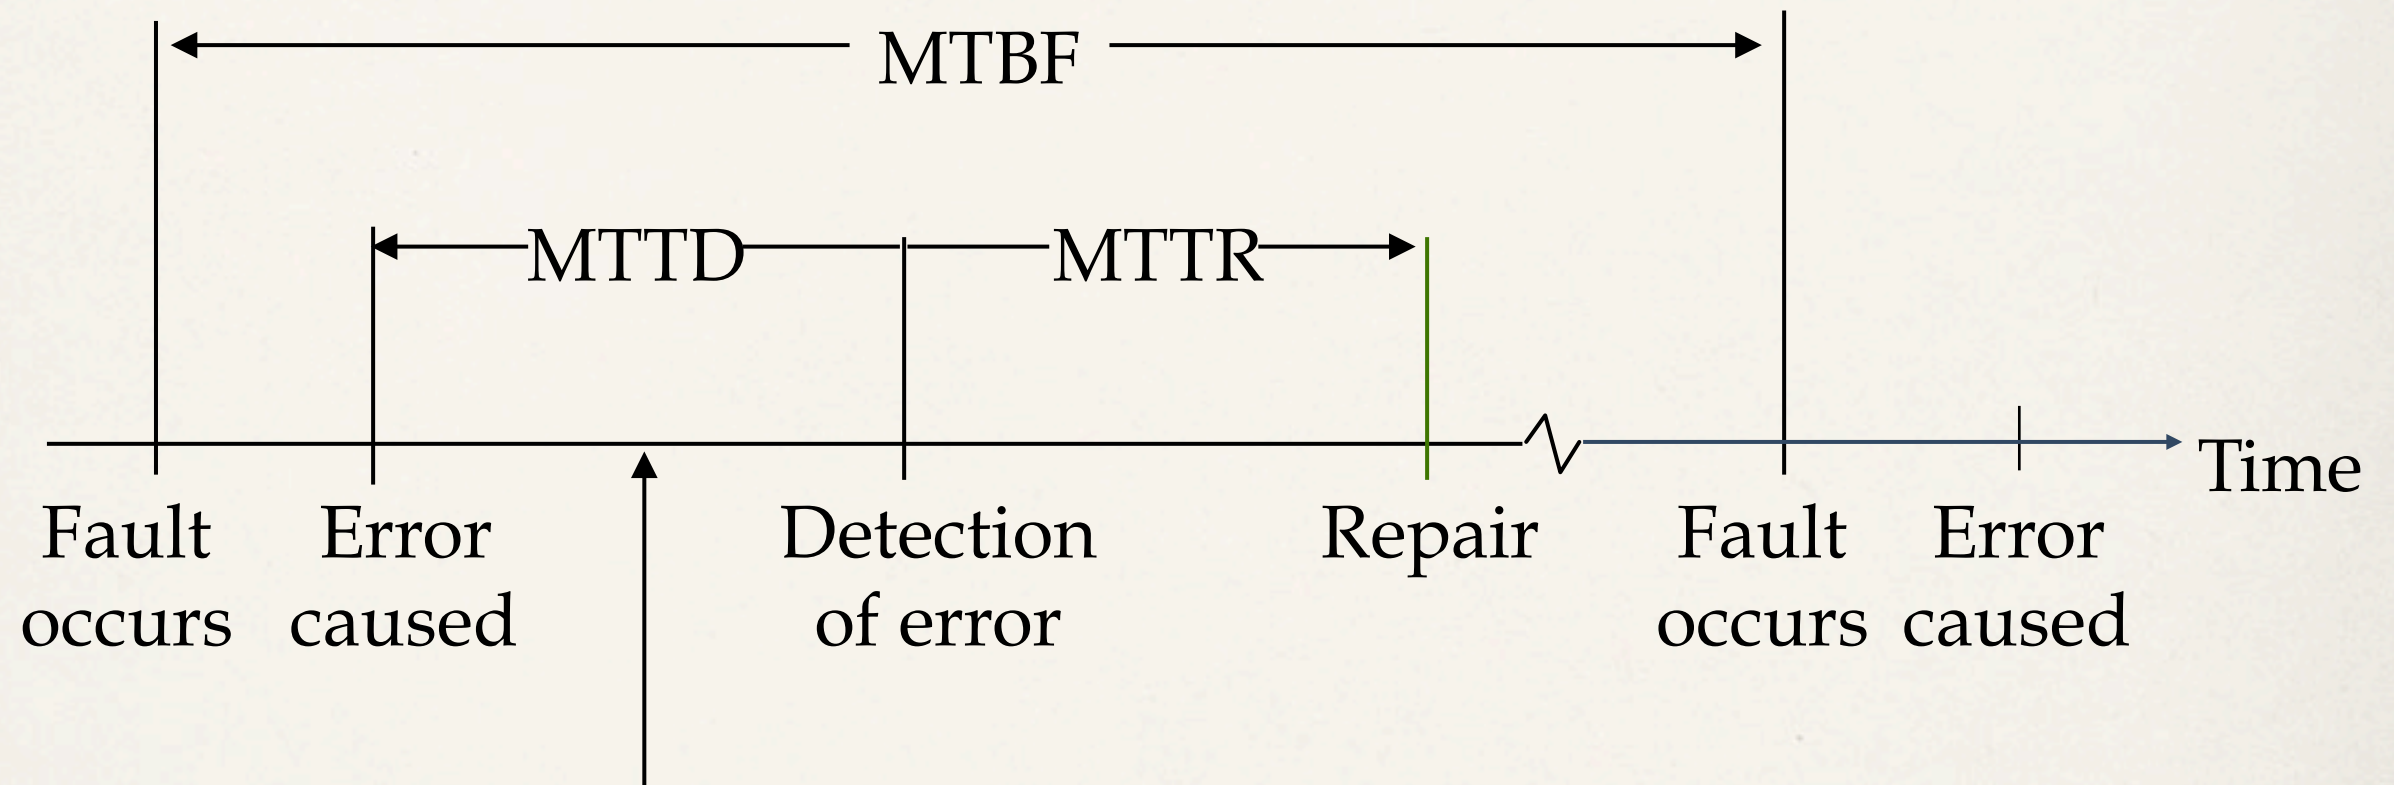 MTBF
MTTD
MTTR
Time
Fault
occurs
Error
caused
Detection
of error
Repair
Fault
occurs
Error
caused